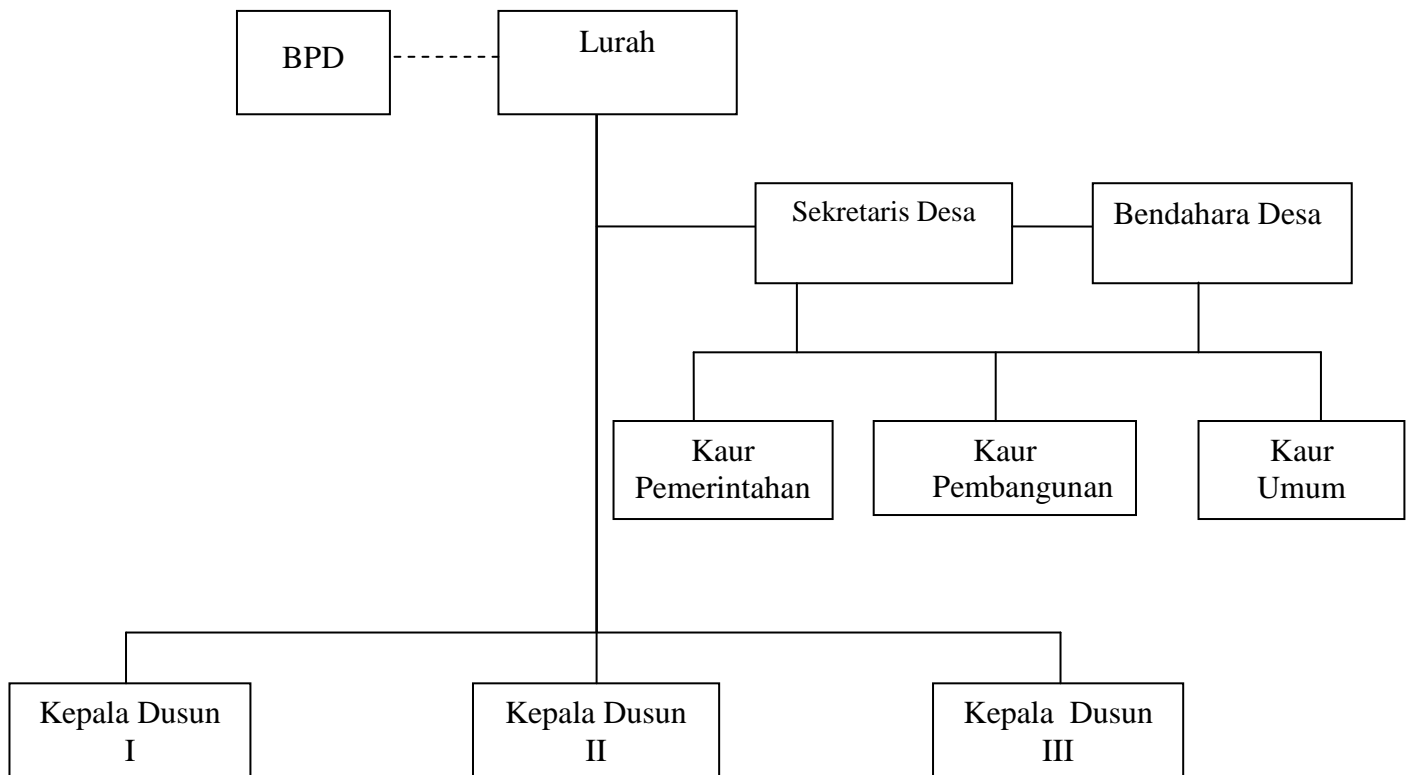 BPD
Lurah
Sekretaris Desa
Bendahara Desa
Kaur
Pemerintahan
Kaur
Pembangunan
Kaur
Umum
Kepala Dusun
I
Kepala Dusun
II
Kepala Dusun
III